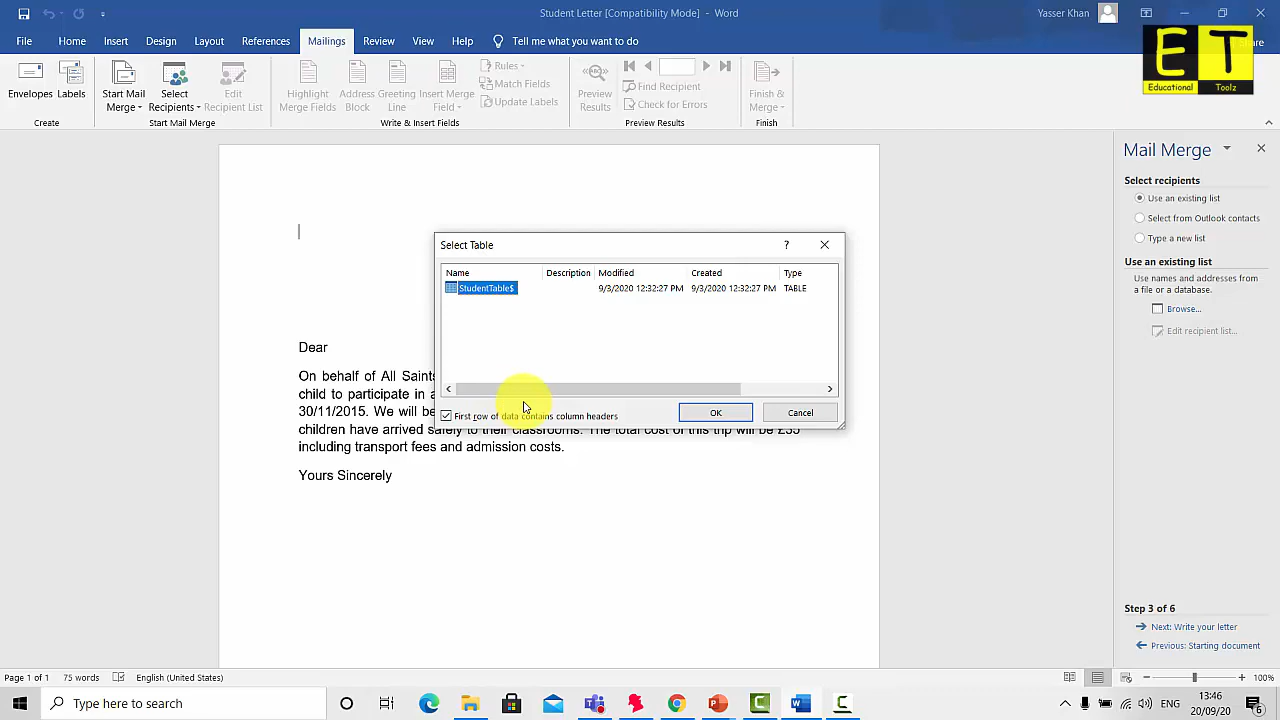 Student Letter [Compatibility Mode] - Word
Yasser Khan
File Home Insert Design Layout References Mailings Review View Help Tell me what you want to do
Share
ET
Educational Toolz
Envelopes Labels
Start Mail Merge
Select Recipients
Edit Recipient List
Highlight Merge Fields
Address Block
Greeting Line
Insert Merge Field
Rules
Match Fields
Update Labels
Preview Results
Find Recipient
Check for Errors
Finish & Merge
Create Start Mail Merge Write & Insert Fields Preview Results Finish
Select Table
?
Name Description Modified Created Type
StudentTable$ 9/3/2020 12:32:27 PM 9/3/2020 12:32:27 PM TABLE
First row of data contains column headers
OK Cancel
Dear
On behalf of All Saints
child to participate in a
30/11/2015. We will be
children have arrived safely to their classrooms. The total cost of this trip will be £35
including transport fees and admission costs.
Yours Sincerely
Mail Merge
Select recipients
Use an existing list
Select from Outlook contacts
Type a new list
Use an existing list
Use names and addresses from
a file or a database.
Browse...
Edit recipient list...
Step 3 of 6
Next: Write your letter
Previous: Starting document
Page 1 of 1 75 words English (United States) 100%
Type here to search
13:46
20/09/20
6